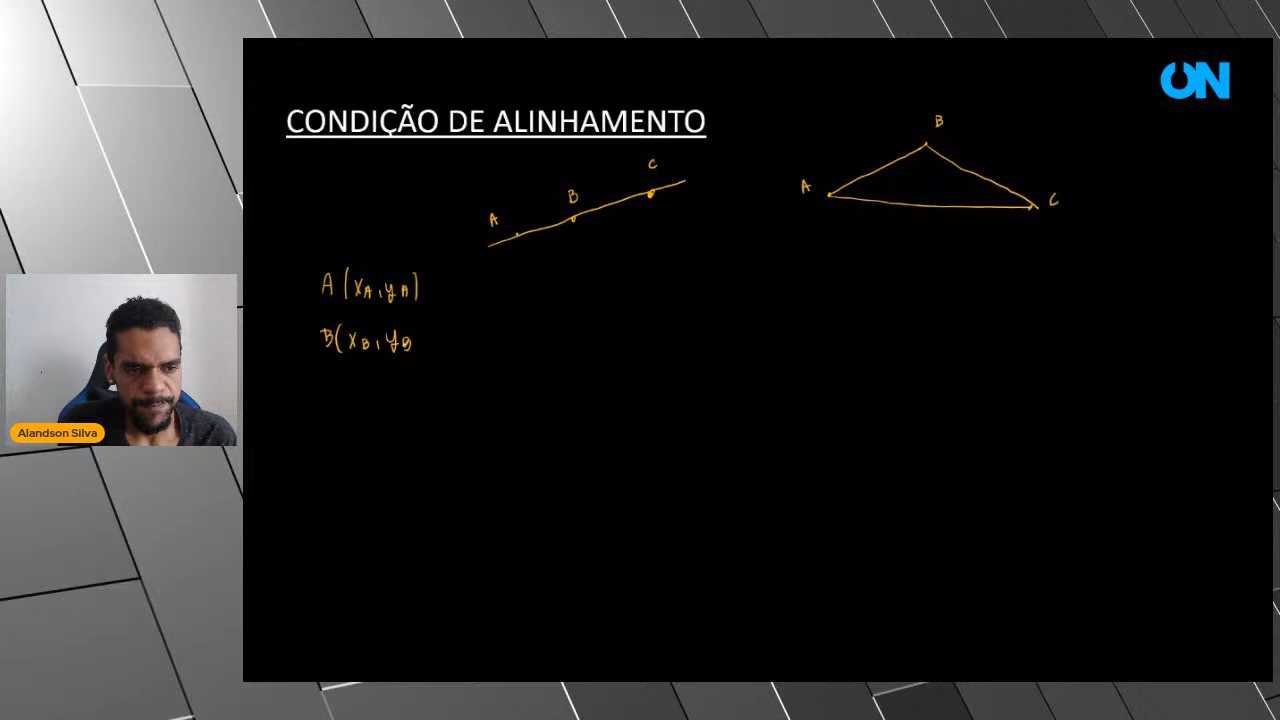 ON
CONDIÇÃO DE ALINHAMENTO
A B C
A B C
A(xA, yA)
B(xB, yB
Alandson Silva